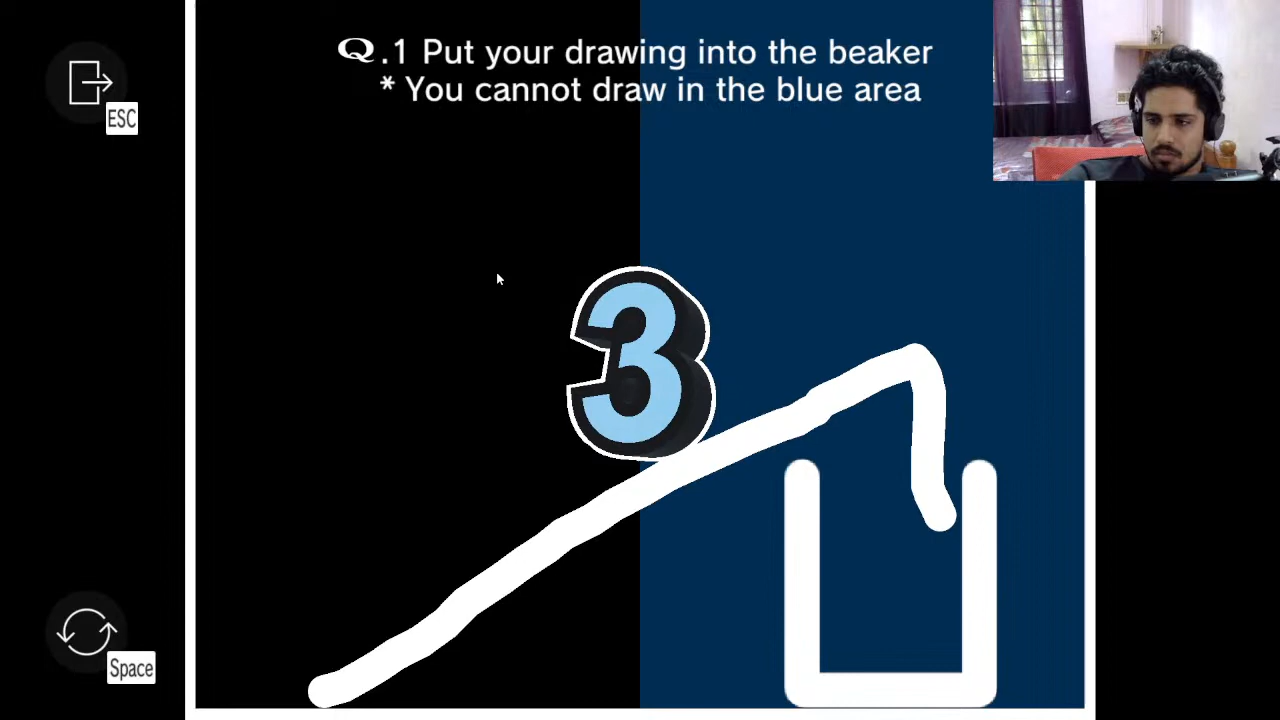 Q.1 Put your drawing into the beaker
* You cannot draw in the blue area
ESC
3
Space